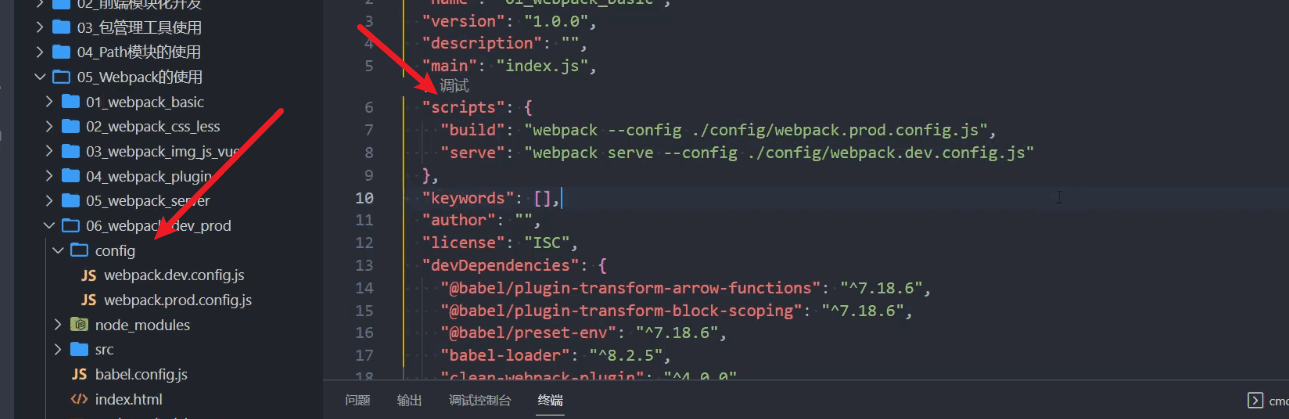 02_前端模块化开发
03_包管理工具使用
04_Path模块的使用
05_Webpack的使用
01_webpack_basic
02_webpack_css_less
03_webpack_img_js_vue
04_webpack_plugin
05_webpack_server
06_webpack_dev_prod
config
JS webpack.dev.config.js
JS webpack.prod.config.js
node_modules
src
JS babel.config.js
<> index.html
2 "name": "01_webpack_basic",
3 "version": "1.0.0",
4 "description": "",
5 "main": "index.js",
调试
6 "scripts": {
7 "build": "webpack --config ./config/webpack.prod.config.js",
8 "serve": "webpack serve --config ./config/webpack.dev.config.js"
9 },
10 "keywords": [],
11 "author": "",
12 "license": "ISC",
13 "devDependencies": {
14 "@babel/plugin-transform-arrow-functions": "^7.18.6",
15 "@babel/plugin-transform-block-scoping": "^7.18.6",
16 "@babel/preset-env": "^7.18.6",
17 "babel-loader": "^8.2.5",
18 "clean-webpack-plugin": "^4.0.0"
问题 输出 调试控制台 终端
cmd